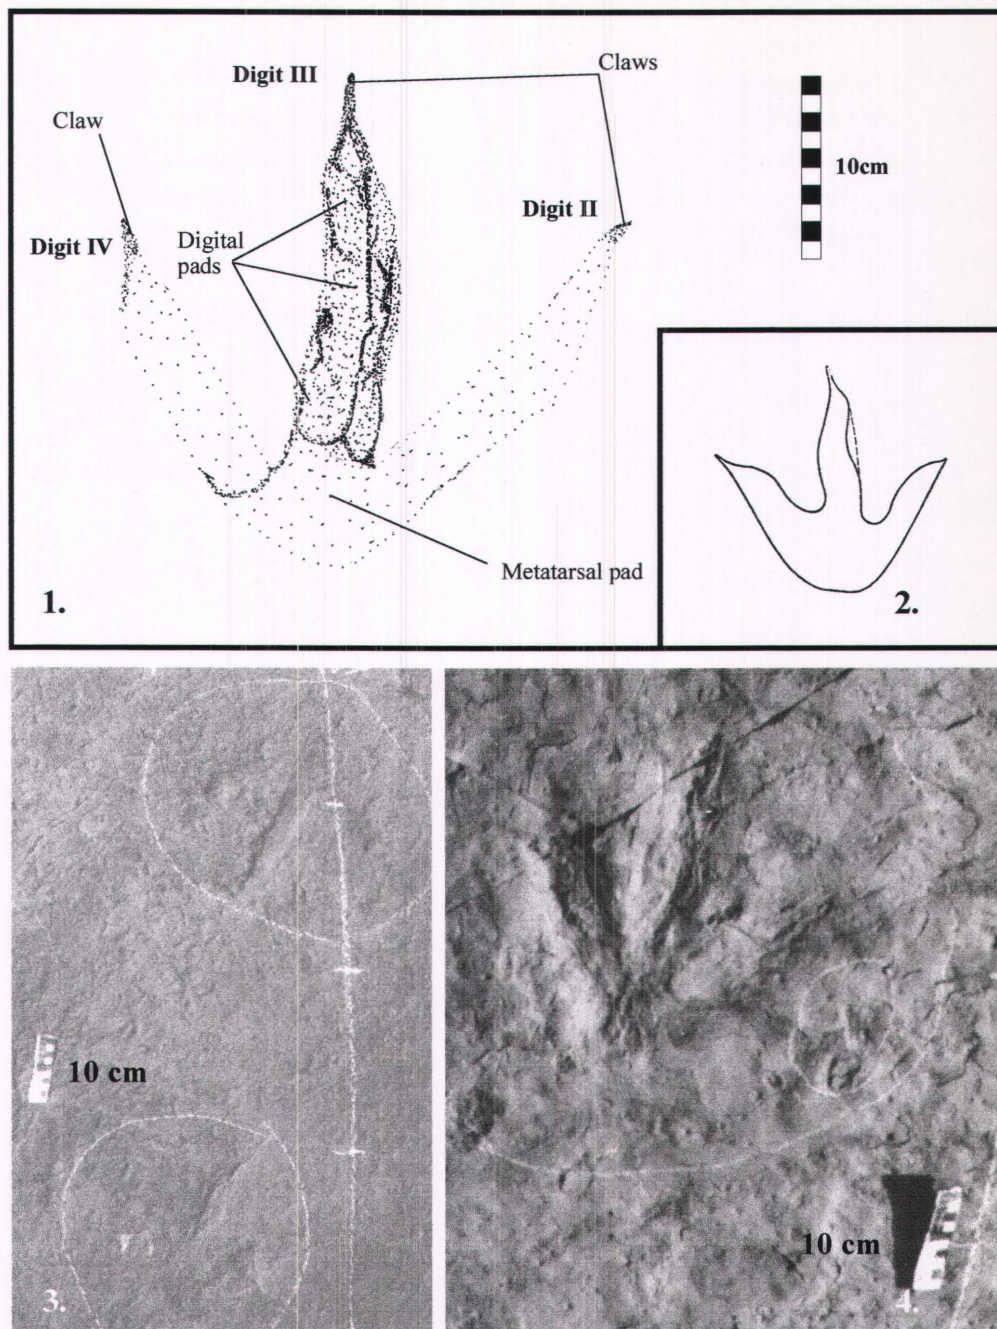 Digit III
Claws
Claw
10cm
Digit II
Digit IV
Digital
pads
Metatarsal pad
1.
2.
10 cm
10 cm
3.
4.